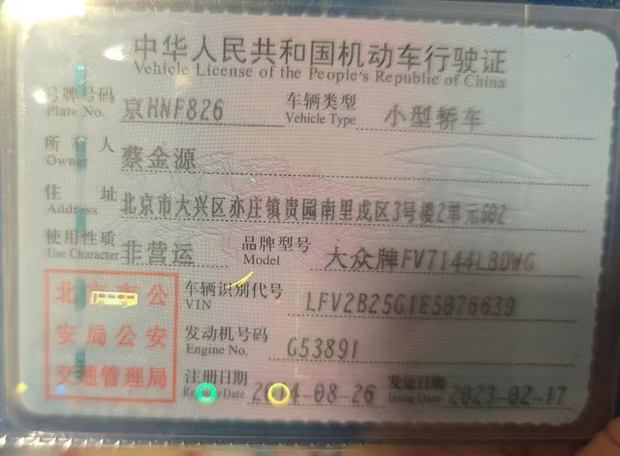 中华人民共和国机动车行驶证
Vehicle License of the People's Republic of China
号牌号码 京HNF826 车辆类型 小型轿车
Plate No. Vehicle Type
所有人 蔡金源
Owner
住址 北京市大兴区亦庄镇贵园南里戊区3号楼2单元602
Address
使用性质 非营运 品牌型号 大众牌FV7144LBDWG
Use Character Model
北京市公 车辆识别代号 LFV2B25G1E5076639
VIN
安局公安 发动机号码 G53891
Engine No.
交通管理局 注册日期 2014-08-26 发证日期 2023-02-17
Register Date Issue Date